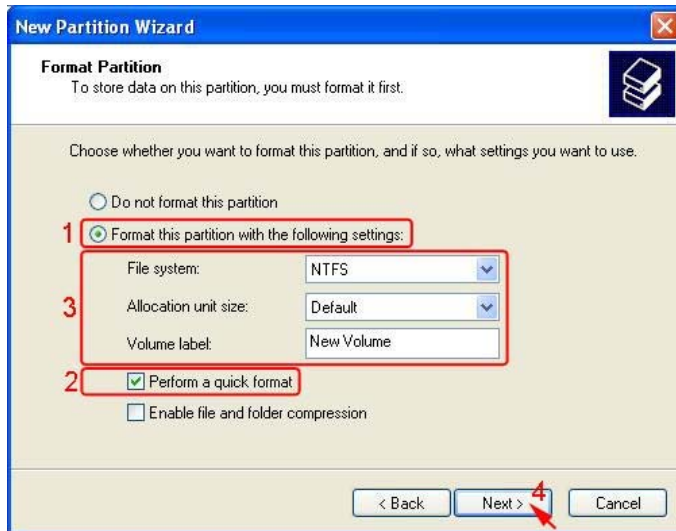 New Partition Wizard
Format Partition
To store data on this partition, you must format it first.
Choose whether you want to format this partition, and if so, what settings you want to use.
Do not format this partition
1 Format this partition with the following settings:
File system: NTFS
3 Allocation unit size: Default
Volume label: New Volume
2 Perform a quick format
Enable file and folder compression
< Back Next > 4 Cancel